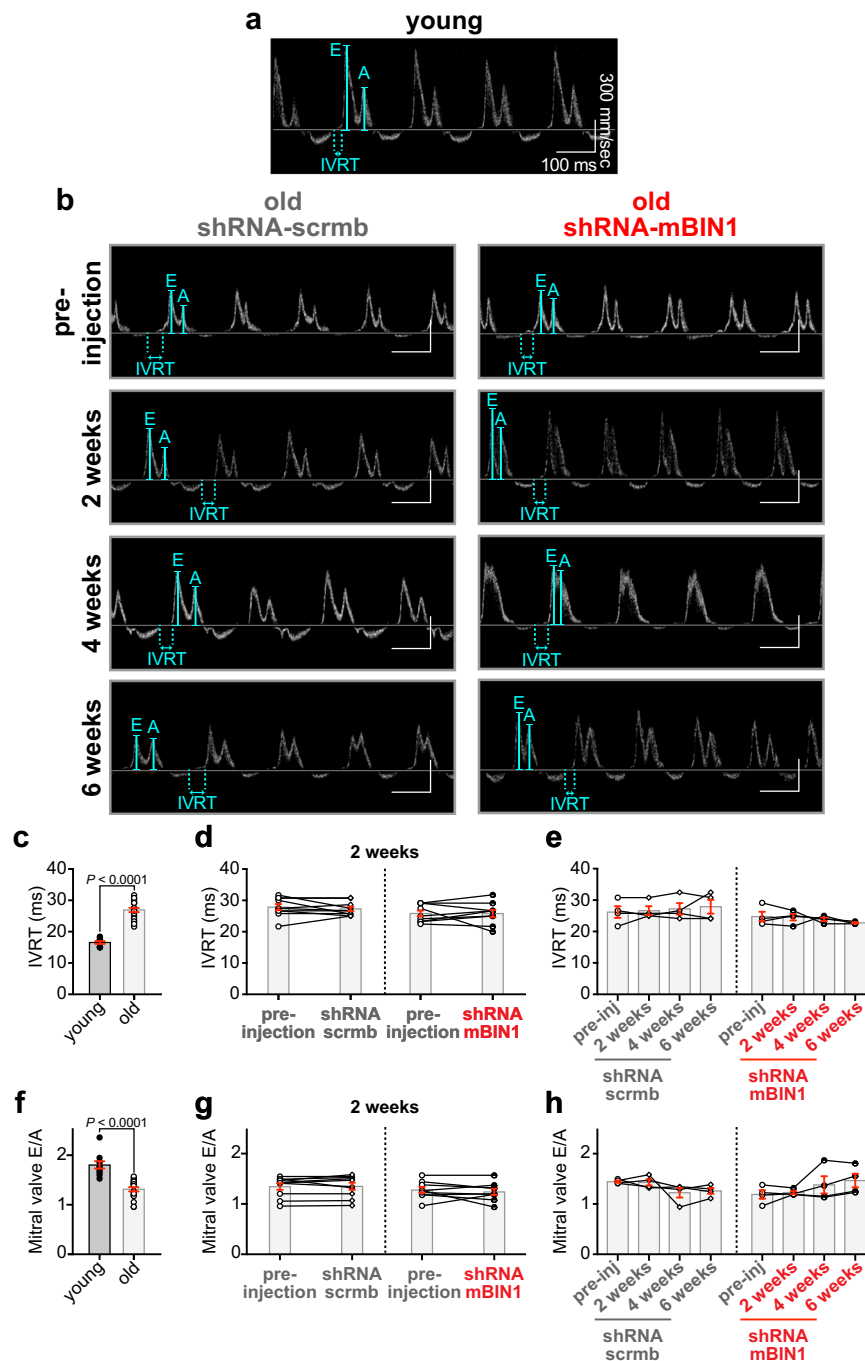 a
young
E
A
IVRT
300 mm/sec
100 ms
b
old
shRNA-scrmb
old
shRNA-mBIN1
pre-
injection
E
A
IVRT
E
A
IVRT
2 weeks
E
A
IVRT
E
A
IVRT
4 weeks
E
A
IVRT
E
A
IVRT
6 weeks
E
A
IVRT
E
A
IVRT
c
P < 0.0001
IVRT (ms)
40
30
20
10
0
young
old
d
2 weeks
IVRT (ms)
40
30
20
10
0
pre-
injection
shRNA
scrmb
pre-
injection
shRNA
mBIN1
e
IVRT (ms)
40
30
20
10
0
pre-inj
2 weeks
4 weeks
6 weeks
shRNA
scrmb
pre-inj
2 weeks
4 weeks
6 weeks
shRNA
mBIN1
f
P < 0.0001
Mitral valve E/A
2
1
0
young
old
g
2 weeks
Mitral valve E/A
2
1
0
pre-
injection
shRNA
scrmb
pre-
injection
shRNA
mBIN1
h
Mitral valve E/A
2
1
0
pre-inj
2 weeks
4 weeks
6 weeks
shRNA
scrmb
pre-inj
2 weeks
4 weeks
6 weeks
shRNA
mBIN1